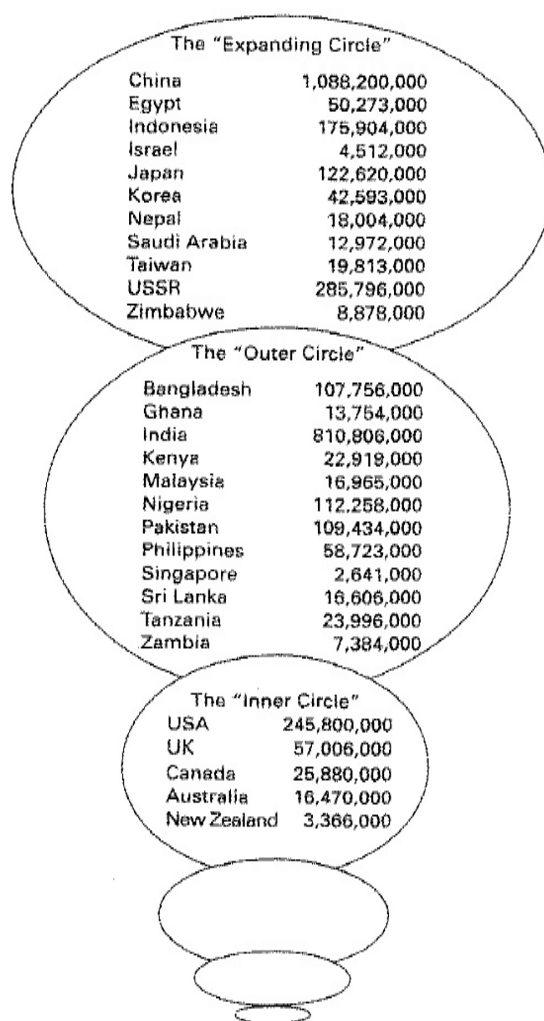 The "Expanding Circle"
China 1,088,200,000
Egypt 50,273,000
Indonesia 175,904,000
Israel 4,512,000
Japan 122,620,000
Korea 42,593,000
Nepal 18,004,000
Saudi Arabia 12,972,000
Taiwan 19,813,000
USSR 285,796,000
Zimbabwe 8,878,000
The "Outer Circle"
Bangladesh 107,756,000
Ghana 13,754,000
India 810,806,000
Kenya 22,919,000
Malaysia 16,965,000
Nigeria 112.258,000
Pakistan 109,434,000
Philippines 58,723,000
Singapore 2,641,000
Sri Lanka 16,606,000
Tanzania 23,996,000
Zambia 7,384,000
The "Inner Circle"
USA 245,800,000
UK 57,006,000
Canada 25,880,000
Australia 16,470,000
New Zealand 3,366,000